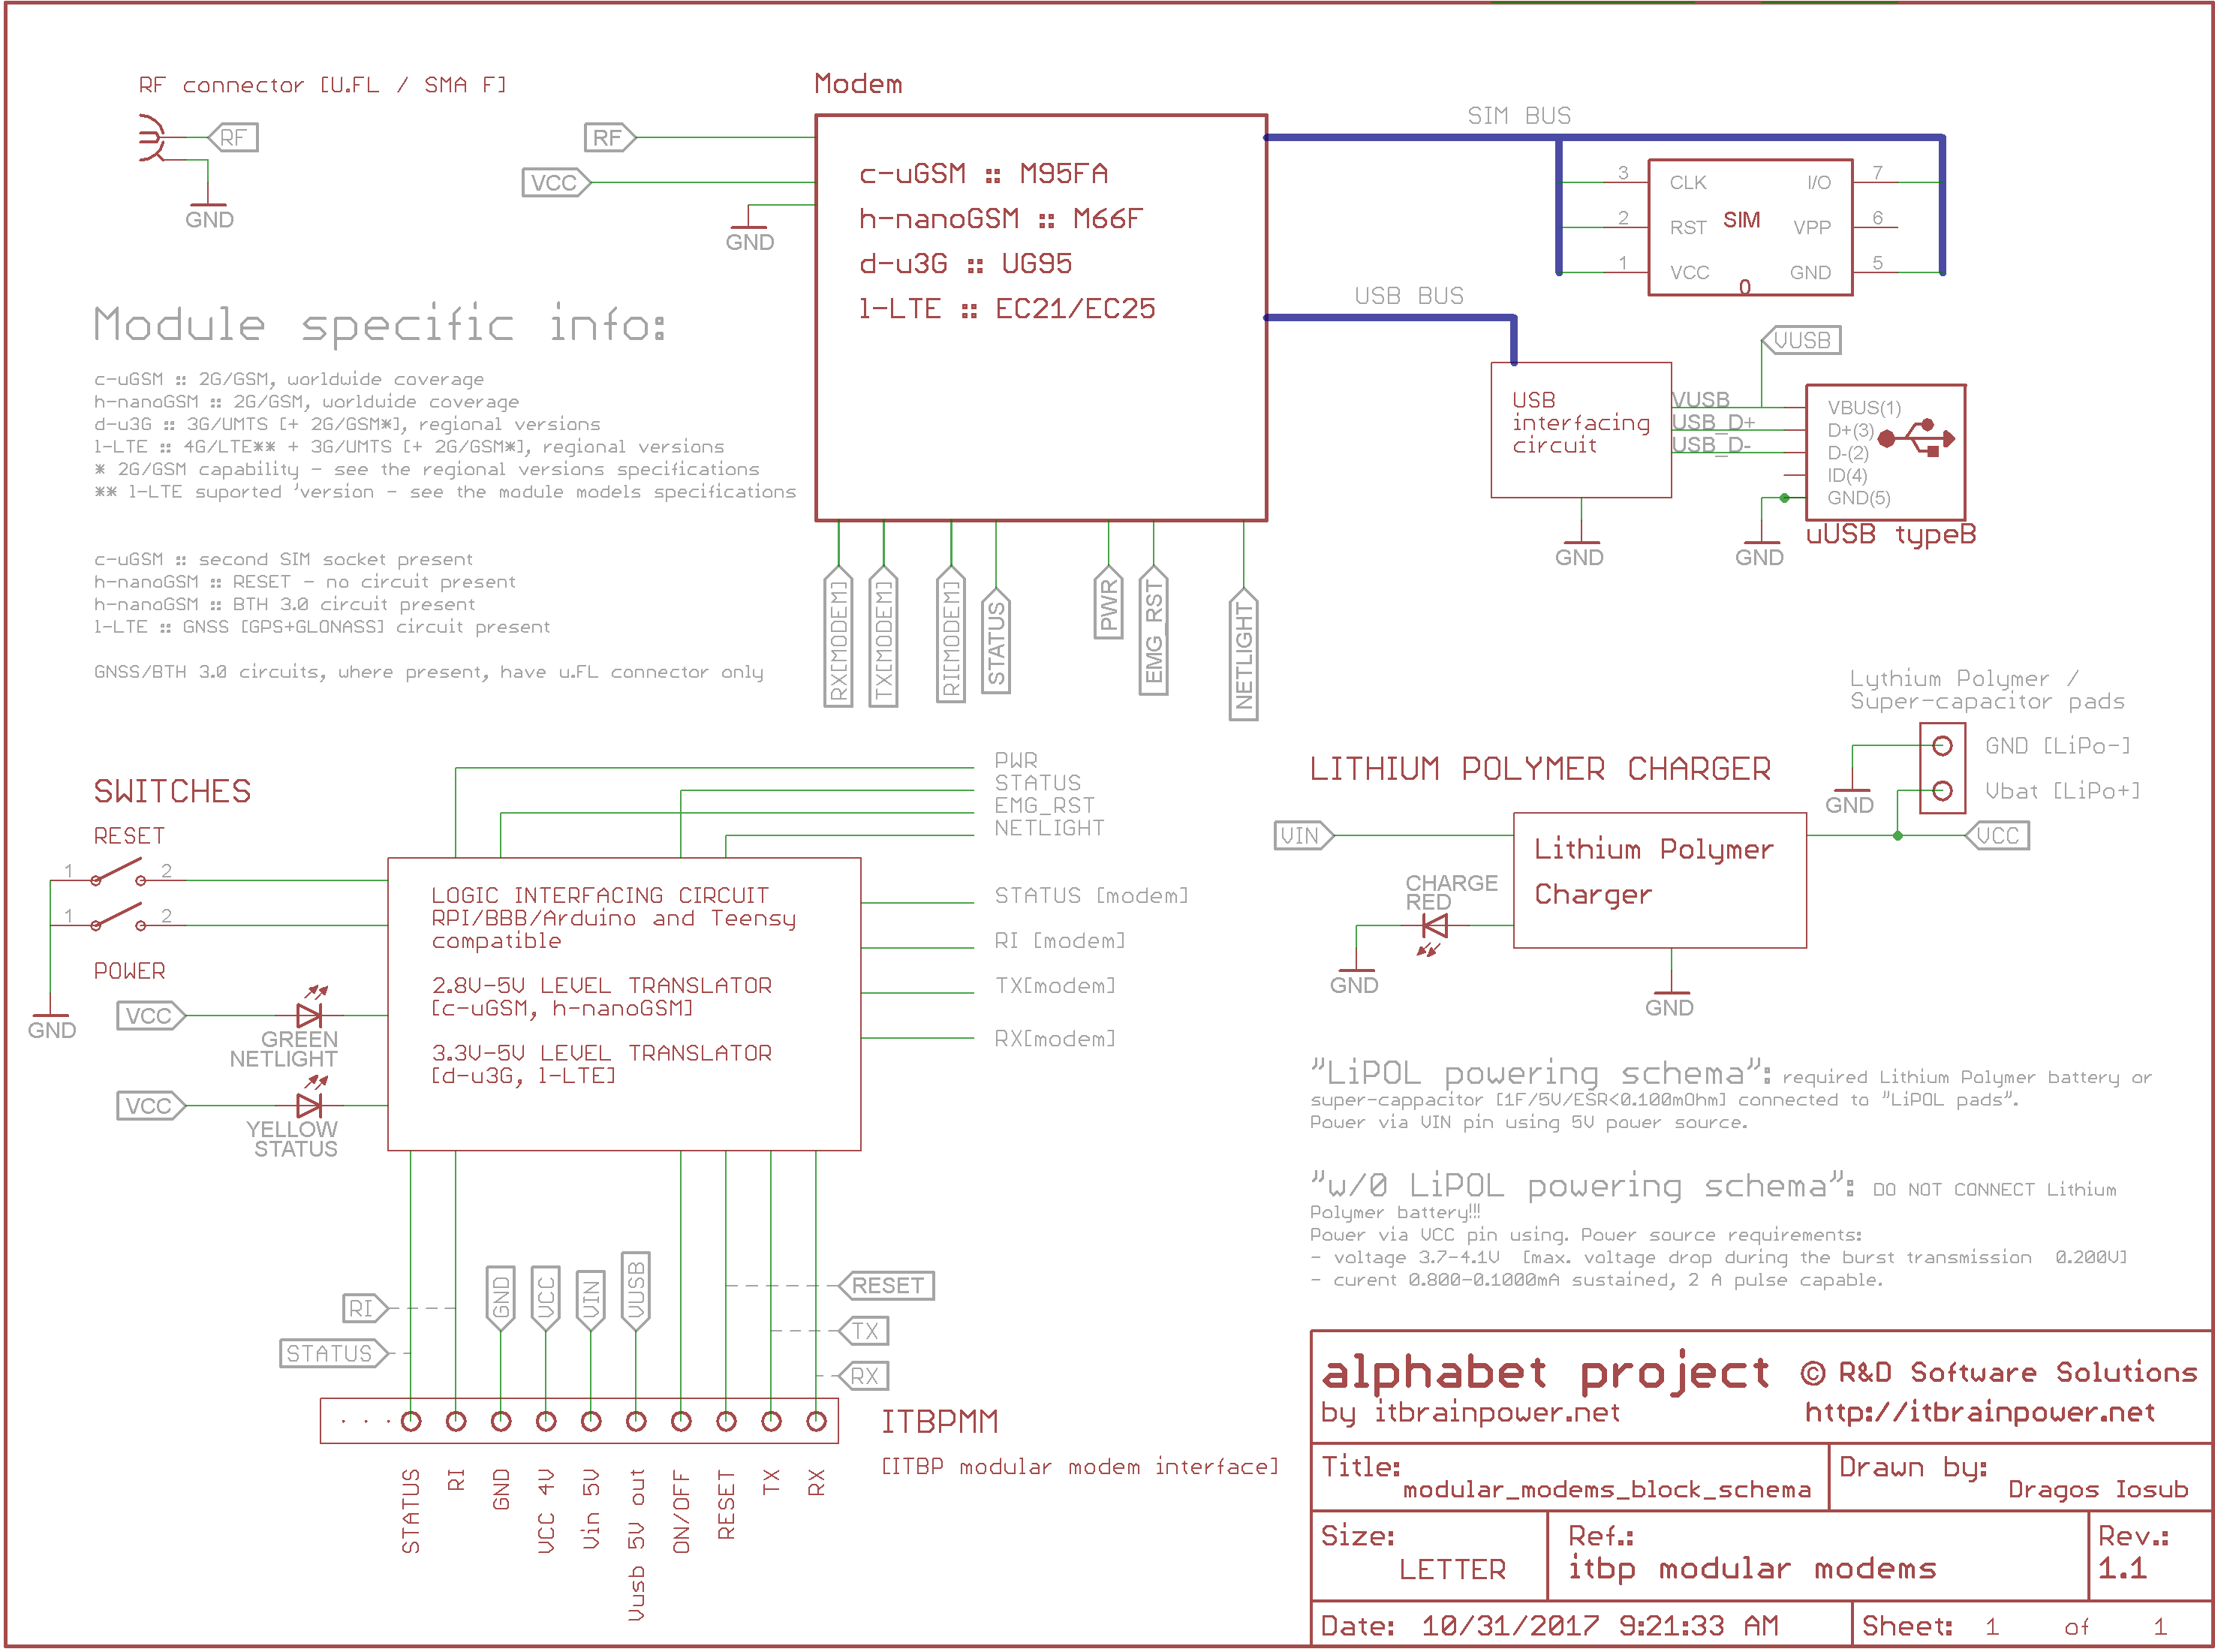 RF connector [U.FL / SMA F]
RF
GND
Modem
RF
VCC
GND
c-uGSM :: M95FA
h-nanoGSM :: M66F
d-u3G :: UG95
l-LTE :: EC21/EC25
SIM BUS
3 CLK I/O 7
2 RST SIM VPP 6
1 VCC GND 5
0
USB BUS
VUSB
USB
interfacing
circuit
VUSB
USB_D+
USB_D-
VBUS(1)
D+(3)
D-(2)
ID(4)
GND(5)
uUSB typeB
GND
GND
Module specific info:
c-uGSM :: 2G/GSM, worldwide coverage
h-nanoGSM :: 2G/GSM, worldwide coverage
d-u3G :: 3G/UMTS [+ 2G/GSM*], regional versions
l-LTE :: 4G/LTE** + 3G/UMTS [+ 2G/GSM*], regional versions
* 2G/GSM capability - see the regional versions specifications
** l-LTE suported 'version - see the module models specifications
c-uGSM :: second SIM socket present
h-nanoGSM :: RESET - no circuit present
h-nanoGSM :: BTH 3.0 circuit present
l-LTE :: GNSS [GPS+GLONASS] circuit present
GNSS/BTH 3.0 circuits, where present, have u.FL connector only
RX[MODEM]
TX[MODEM]
RI[MODEM]
STATUS
PWR
EMG_RST
NETLIGHT
SWITCHES
RESET
1 2
1 2
POWER
GND
VCC
GREEN
NETLIGHT
VCC
YELLOW
STATUS
PWR
STATUS
EMG_RST
NETLIGHT
LOGIC INTERFACING CIRCUIT
RPI/BBB/Arduino and Teensy
compatible
2.8V-5V LEVEL TRANSLATOR
[c-uGSM, h-nanoGSM]
3.3V-5V LEVEL TRANSLATOR
[d-u3G, l-LTE]
STATUS [modem]
RI [modem]
TX[modem]
RX[modem]
RI
STATUS
GND
VCC
VIN
VUSB
RESET
TX
RX
ITBPMM
[ITBP modular modem interface]
STATUS
RI
GND
VCC 4V
Vin 5V
Vusb 5V out
ON/OFF
RESET
TX
RX
Lythium Polymer /
Super-capacitor pads
GND [LiPo-]
Vbat [LiPo+]
GND
LITHIUM POLYMER CHARGER
VIN
Lithium Polymer
Charger
VCC
CHARGE
RED
GND
GND
"LiPOL powering schema": required Lithium Polymer battery or
super-cappacitor [1F/5V/ESR<0.100mOhm] connected to "LiPOL pads".
Power via VIN pin using 5V power source.
"w/0 LiPOL powering schema": DO NOT CONNECT Lithium
Polymer battery!!!
Power via VCC pin using. Power source requirements:
- voltage 3.7-4.1V [max. voltage drop during the burst transmission 0.200V]
- curent 0.800-0.1000mA sustained, 2 A pulse capable.
alphabet project © R&D Software Solutions
by itbrainpower.net http://itbrainpower.net
Title:
modular_modems_block_schema
Drawn by:
Dragos Iosub
Size:
LETTER
Ref.:
itbp modular modems
Rev.:
1.1
Date: 10/31/2017 9:21:33 AM
Sheet: 1 of 1